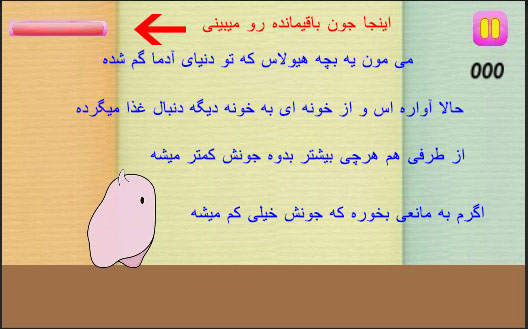 اینجا جون باقیمانده رو میبینی
می مون یه بچه هیولاس که تو دنیای آدما گم شده
000
حالا آواره اس و از خونه ای به خونه دیگه دنبال غذا میگرده
از طرفی هم هرچی بیشتر بدوه جونش کمتر میشه
اگرم به مانعی بخوره که جونش خیلی کم میشه